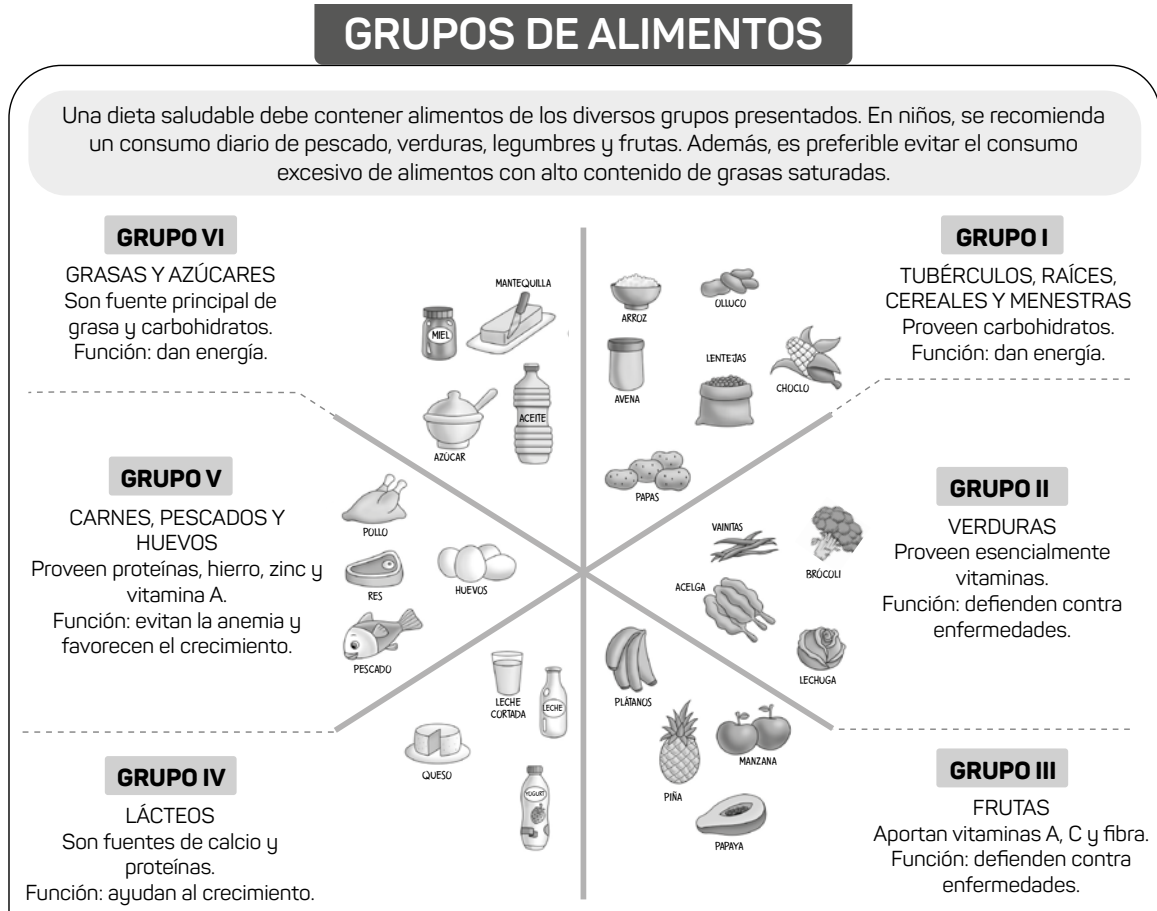 GRUPOS DE ALIMENTOS
Una dieta saludable debe contener alimentos de los diversos grupos presentados. En niños, se recomienda
un consumo diario de pescado, verduras, legumbres y frutas. Además, es preferible evitar el consumo
excesivo de alimentos con alto contenido de grasas saturadas.
GRUPO VI
GRASAS Y AZÚCARES
Son fuente principal de
grasa y carbohidratos.
Función: dan energía.
MANTEQUILLA
MIEL
AZÚCAR
ACEITE
GRUPO I
TUBÉRCULOS, RAÍCES,
CEREALES Y MENESTRAS
Proveen carbohidratos.
Función: dan energía.
ARROZ
OLLUCO
AVENA
LENTEJAS
CHOCLO
PAPAS
GRUPO V
CARNES, PESCADOS Y
HUEVOS
Proveen proteínas, hierro, zinc y
vitamina A.
Función: evitan la anemia y
favorecen el crecimiento.
POLLO
RES
HUEVOS
PESCADO
GRUPO II
VERDURAS
Proveen esencialmente
vitaminas.
Función: defienden contra
enfermedades.
VAINITAS
BRÓCOLI
ACELGA
LECHUGA
GRUPO IV
LÁCTEOS
Son fuentes de calcio y
proteínas.
Función: ayudan al crecimiento.
LECHE
CORTADA
LECHE
QUESO
YOGURT
GRUPO III
FRUTAS
Aportan vitaminas A, C y fibra.
Función: defienden contra
enfermedades.
PLÁTANOS
PIÑA
MANZANA
PAPAYA